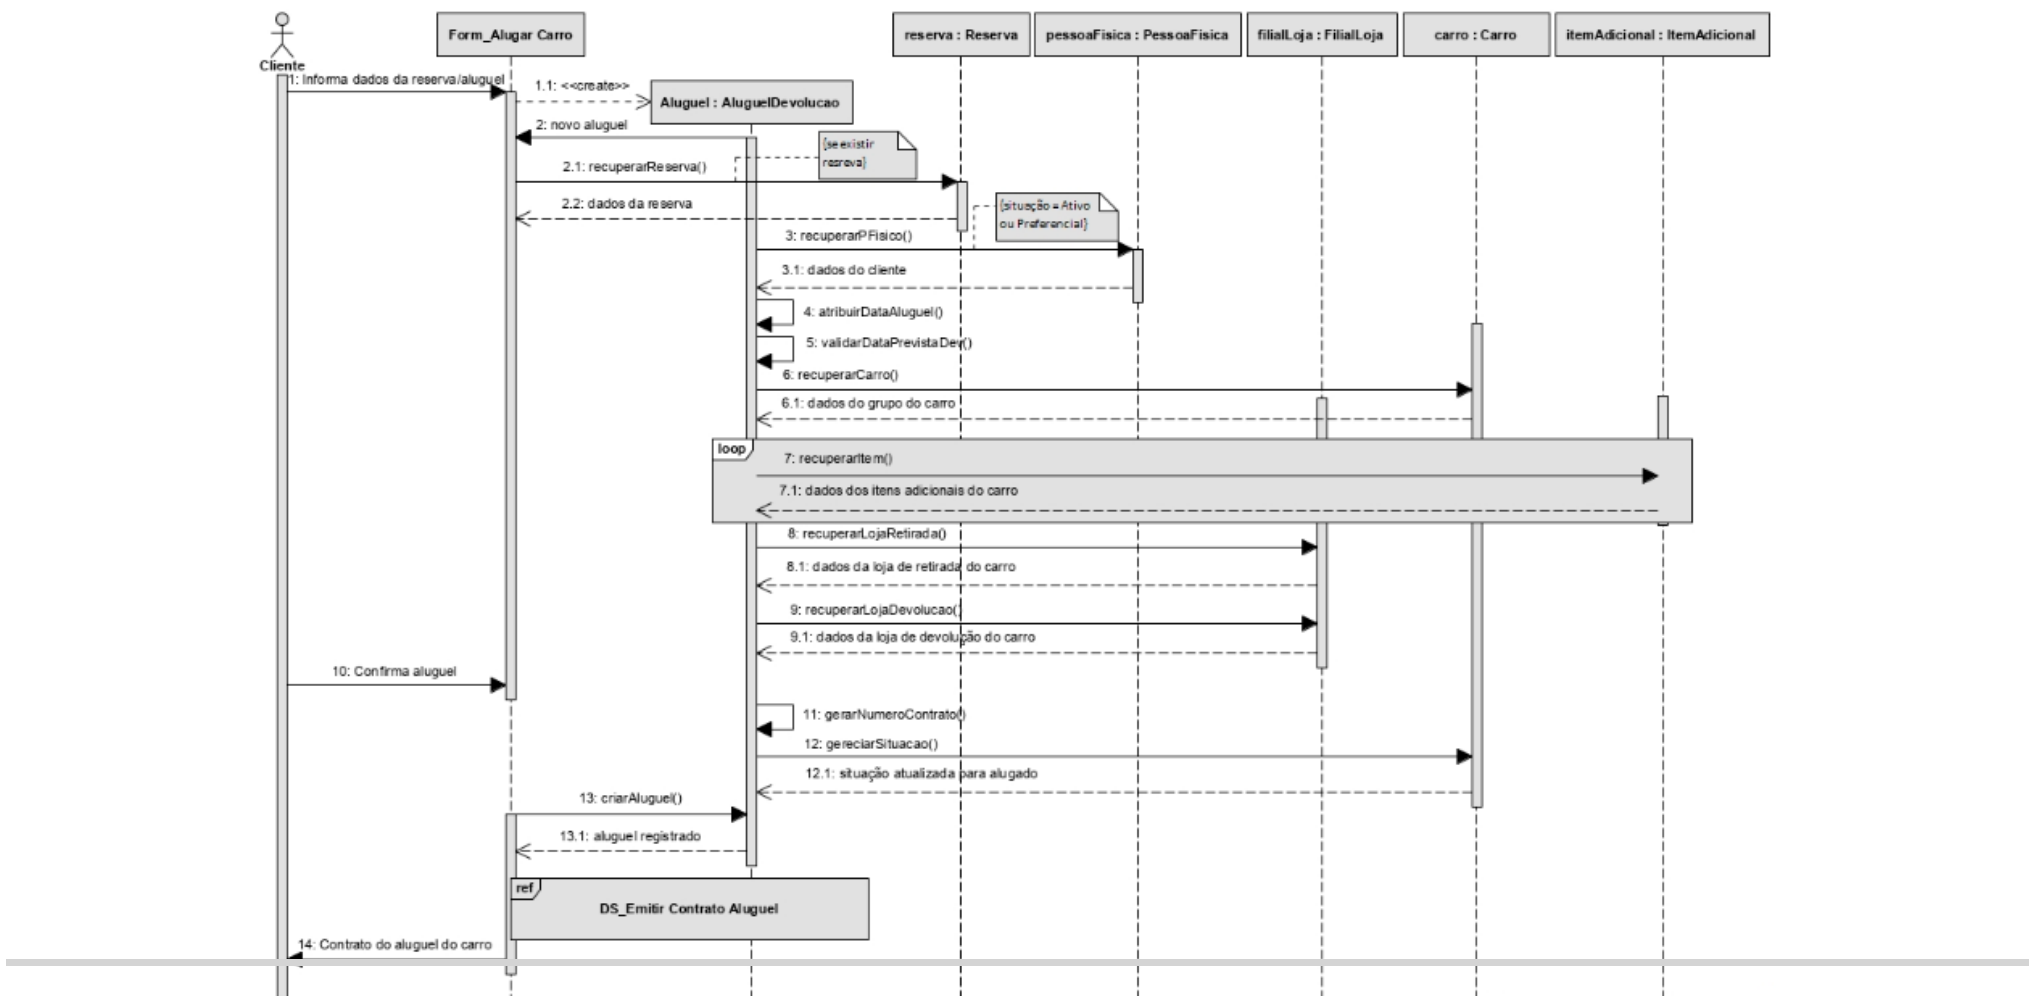 Cliente
Form_Alugar Carro
reserva : Reserva
pessoaFisica : PessoaFisica
filialLoja : FilialLoja
carro : Carro
itemAdicional : ItemAdicional
1: Informa dados da reserva/aluguel
1.1: <<create>>
Aluguel : AluguelDevolucao
2: novo aluguel
{se existir
resreva}
2.1: recuperarReserva()
2.2: dados da reserva
{situação = Ativo
ou Preferencial}
3: recuperarPFisico()
3.1: dados do cliente
4: atribuirDataAluguel()
5: validarDataPrevistaDev()
6: recuperarCarro()
6.1: dados do grupo do carro
loop
7: recuperarItem()
7.1: dados dos itens adicionais do carro
8: recuperarLojaRetirada()
8.1: dados da loja de retirada do carro
9: recuperarLojaDevolucao()
9.1: dados da loja de devolução do carro
10: Confirma aluguel
11: gerarNumeroContrato()
12: gereciarSituacao()
12.1: situação atualizada para alugado
13: criarAluguel()
13.1: aluguel registrado
ref
DS_Emitir Contrato Aluguel
14: Contrato do aluguel do carro